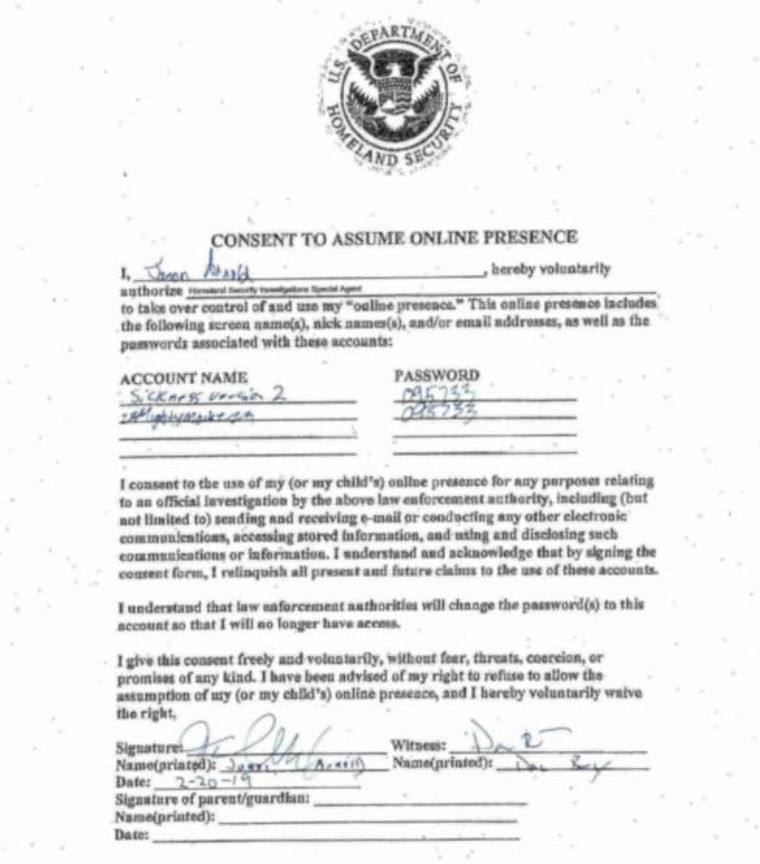 U.S. DEPARTMENT OF
HOMELAND SECURITY
CONSENT TO ASSUME ONLINE PRESENCE
I, Jason Arnold, hereby voluntarily
authorize Homeland Security Investigations Special Agent
to take over control of and use my "online presence." This online presence includes
the following screen name(s), nick names(s), and/or email addresses, as well as the
passwords associated with these accounts:
ACCOUNT NAME PASSWORD
Sickness version 2 095733
095733
I consent to the use of my (or my child's) online presence for any purposes relating
to an official investigation by the above law enforcement authority, including (but
not limited to) sending and receiving e-mail or conducting any other electronic
communications, accessing stored information, and using and disclosing such
communications or information. I understand and acknowledge that by signing the
consent form, I relinquish all present and future claims to the use of these accounts.
I understand that law enforcement authorities will change the password(s) to this
account so that I will no longer have access.
I give this consent freely and voluntarily, without fear, threats, coercion, or
promises of any kind. I have been advised of my right to refuse to allow the
assumption of my (or my child's) online presence, and I hereby voluntarily waive
the right.
Signature: Witness:
Name(printed): Jason Arnold Name(printed):
Date: 2-20-19
Signature of parent/guardian:
Name(printed):
Date: